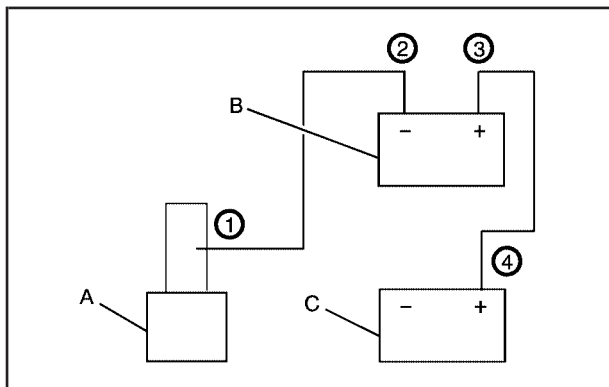 ② ③
B
− +
①
④
A
C
− +